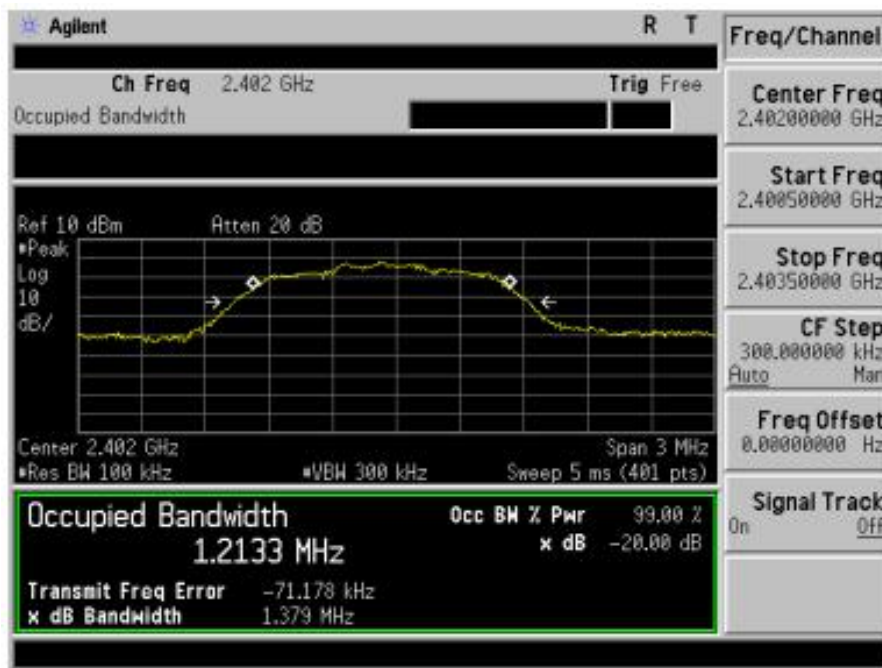 Agilent R T
Ch Freq 2.402 GHz Trig Free
Occupied Bandwidth
Ref 10 dBm Atten 20 dB
#Peak
Log
10
dB/
Center 2.402 GHz Span 3 MHz
#Res BW 100 kHz #VBW 300 kHz Sweep 5 ms (401 pts)
Occupied Bandwidth Occ BW % Pwr 99.00 %
1.2133 MHz x dB -20.00 dB
Transmit Freq Error -71.178 kHz
x dB Bandwidth 1.379 MHz
Freq/Channel
Center Freq
2.40200000 GHz
Start Freq
2.40050000 GHz
Stop Freq
2.40350000 GHz
CF Step
300.000000 kHz
Auto Man
Freq Offset
0.00000000 Hz
Signal Track
On Off